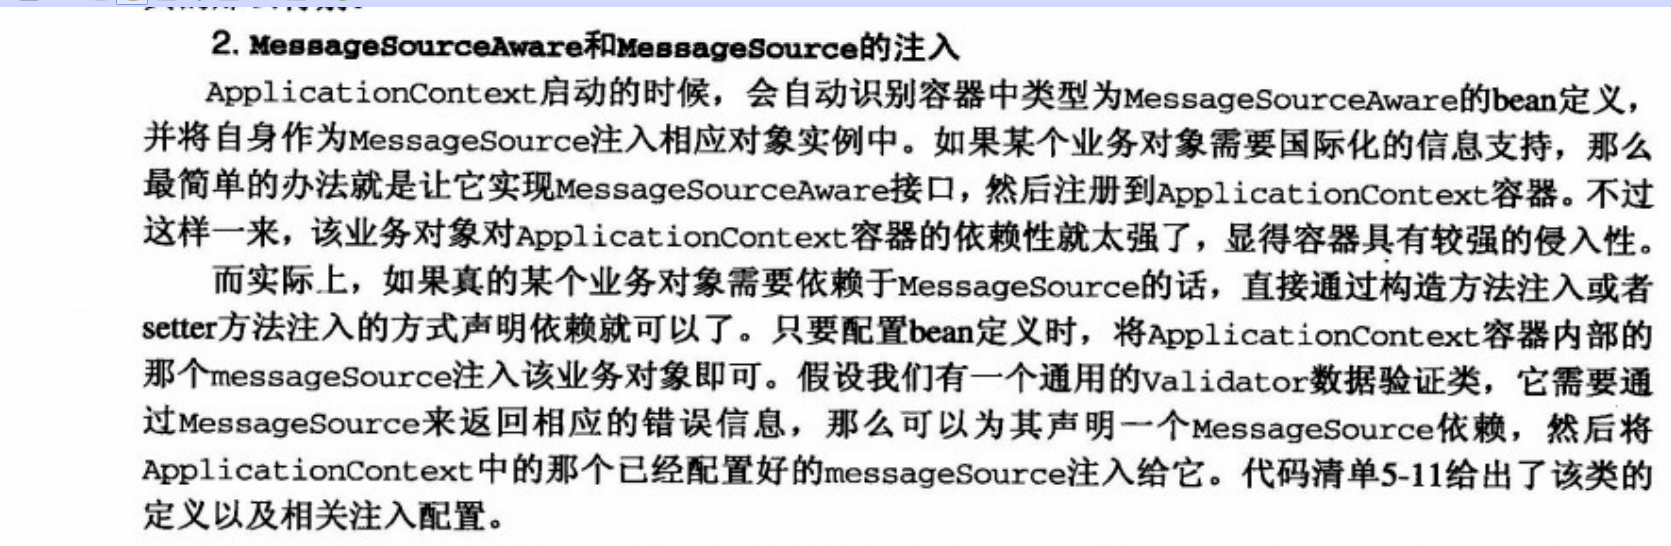 2. MessageSourceAware和MessageSource的注入
ApplicationContext启动的时候，会自动识别容器中类型为MessageSourceAware的bean定义，
并将自身作为MessageSource注入相应对象实例中。如果某个业务对象需要国际化的信息支持，那么
最简单的办法就是让它实现MessageSourceAware接口，然后注册到ApplicationContext容器。不过
这样一来，该业务对象对ApplicationContext容器的依赖性就太强了，显得容器具有较强的侵入性。
而实际上，如果真的某个业务对象需要依赖于MessageSource的话，直接通过构造方法注入或者
setter方法注入的方式声明依赖就可以了。只要配置bean定义时，将ApplicationContext容器内部的
那个messageSource注入该业务对象即可。假设我们有一个通用的Validator数据验证类，它需要通
过MessageSource来返回相应的错误信息，那么可以为其声明一个MessageSource依赖，然后将
ApplicationContext中的那个已经配置好的messageSource注入给它。代码清单5-11给出了该类的
定义以及相关注入配置。